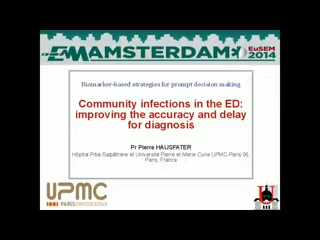 EM AMSTERDAM EuSEM
2014
Biomarker-based strategies for prompt decision making
Community infections in the ED:
improving the accuracy and delay
for diagnosis
Pr Pierre HAUSFATER
Hôpital Pitié-Salpêtrière et Université Pierre et Marie Curie UPMC-Paris 06,
Paris, France
UPMC
PARIS UNIVERSITAS